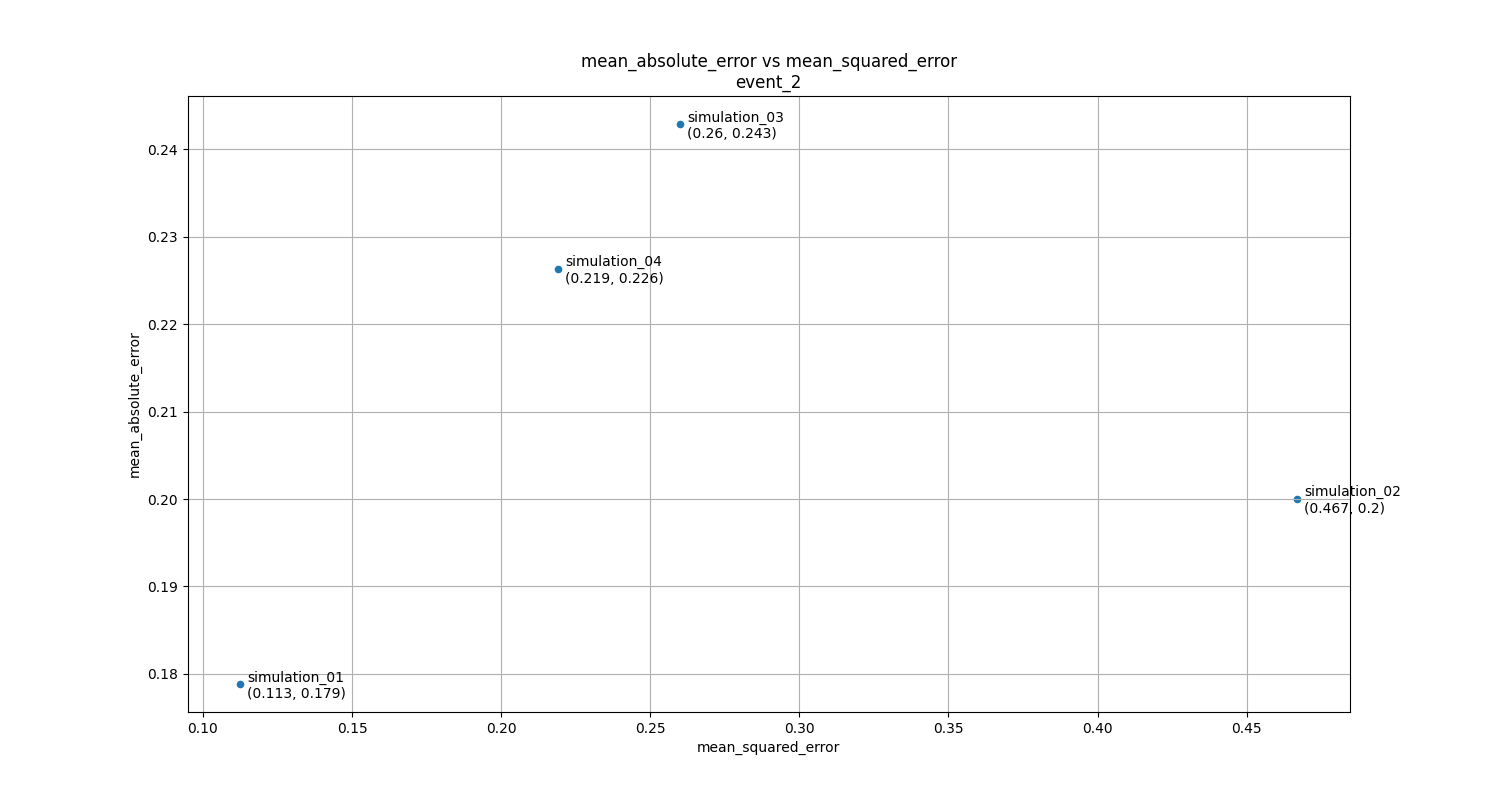 mean_absolute_error vs mean_squared_error
event_2
simulation_03
(0.26, 0.243)
0.24
0.23
simulation_04
(0.219, 0.226)
0.22
mean_absolute_error
0.21
0.20
simulation_02
(0.467, 0.2)
0.19
0.18
simulation_01
(0.113, 0.179)
0.10 0.15 0.20 0.25 0.30 0.35 0.40 0.45
mean_squared_error